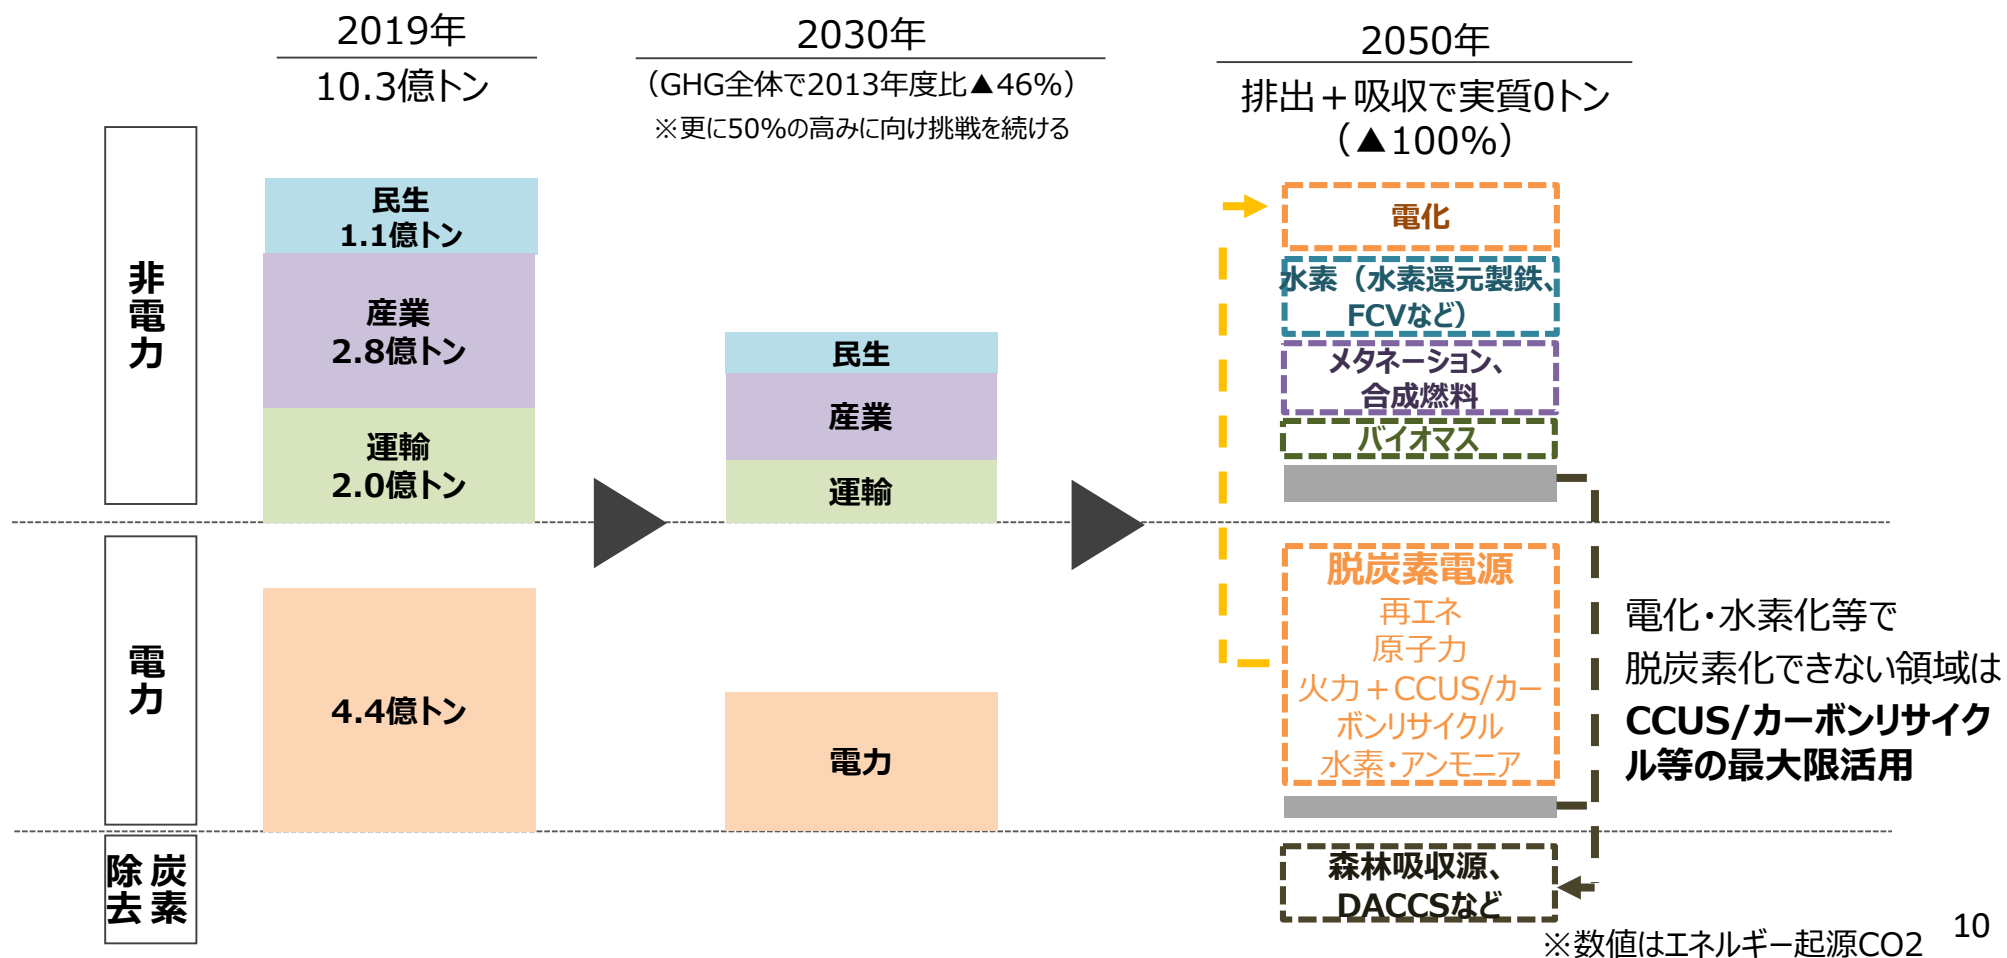 2019年
10.3億トン
2030年
（GHG全体で2013年度比▲46%）
※更に50%の高みに向け挑戦を続ける
2050年
排出＋吸収で実質0トン
（▲100%）
非電力
民生
1.1億トン
産業
2.8億トン
運輸
2.0億トン
民生
産業
運輸
電化
水素（水素還元製鉄、
FCVなど）
メタネーション、
合成燃料
バイオマス
電力
4.4億トン
電力
脱炭素電源
再エネ
原子力
火力＋CCUS/カー
ボンリサイクル
水素・アンモニア
電化・水素化等で
脱炭素化できない領域は
CCUS/カーボンリサイク
ル等の最大限活用
炭素
除去
森林吸収源、
DACCSなど
※数値はエネルギー起源CO2
10